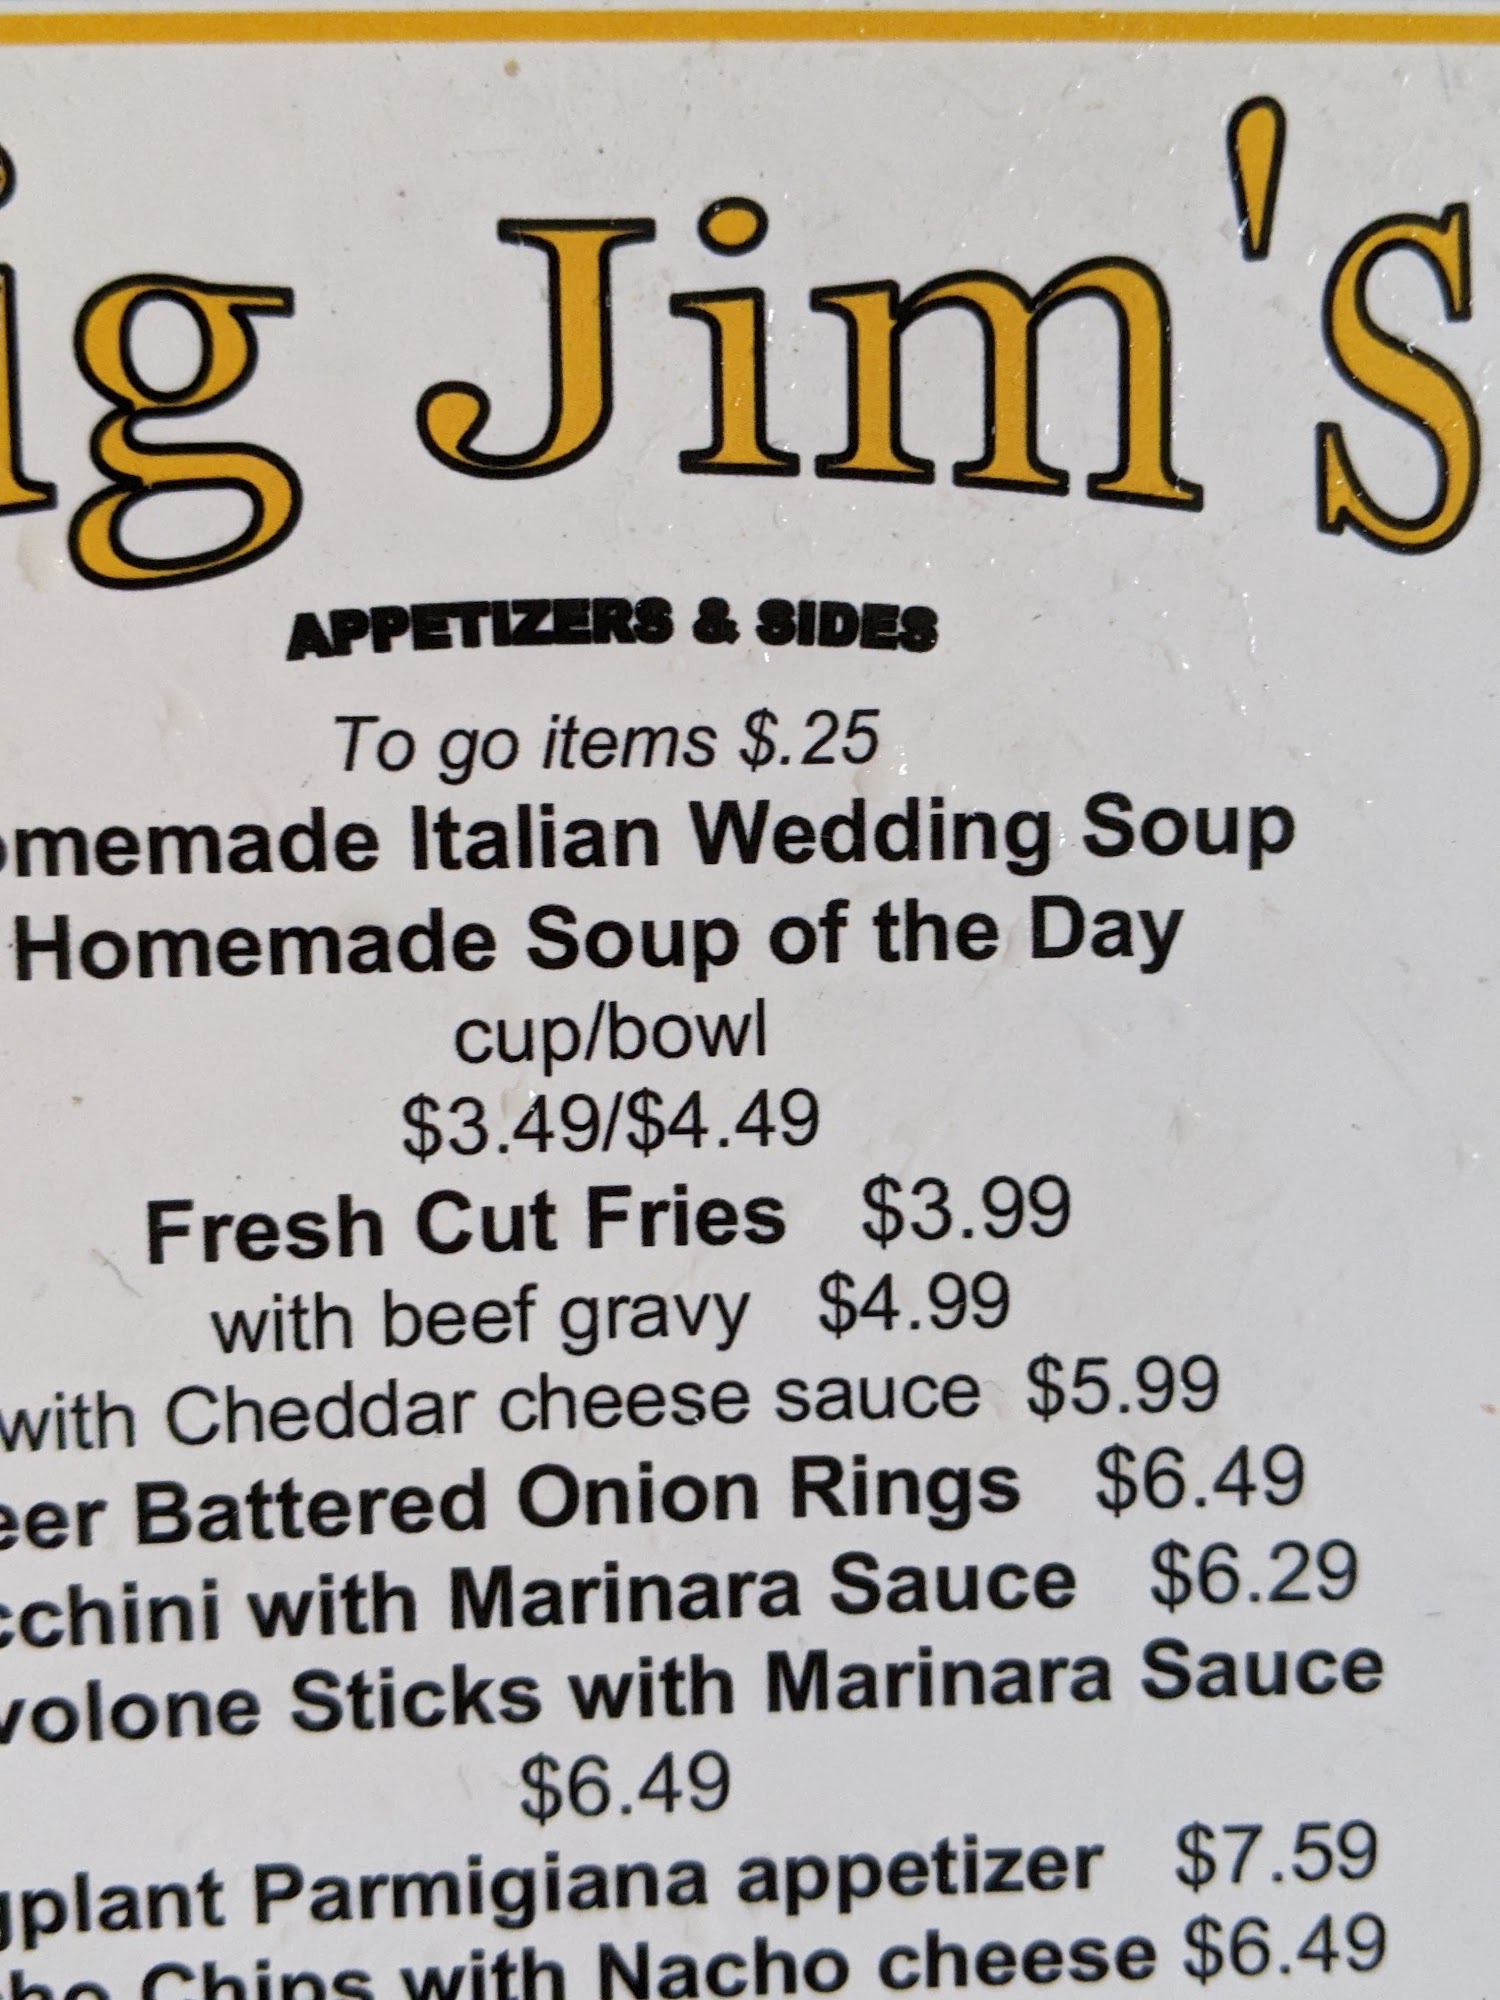 ig Jim's
APPETIZERS & SIDES
To go items $.25
omemade Italian Wedding Soup
Homemade Soup of the Day
cup/bowl
$3.49/$4.49
Fresh Cut Fries $3.99
with beef gravy $4.99
with Cheddar cheese sauce $5.99
eer Battered Onion Rings $6.49
cchini with Marinara Sauce $6.29
volone Sticks with Marinara Sauce
$6.49
gplant Parmigiana appetizer $7.59
ho Chips with Nacho cheese $6.49